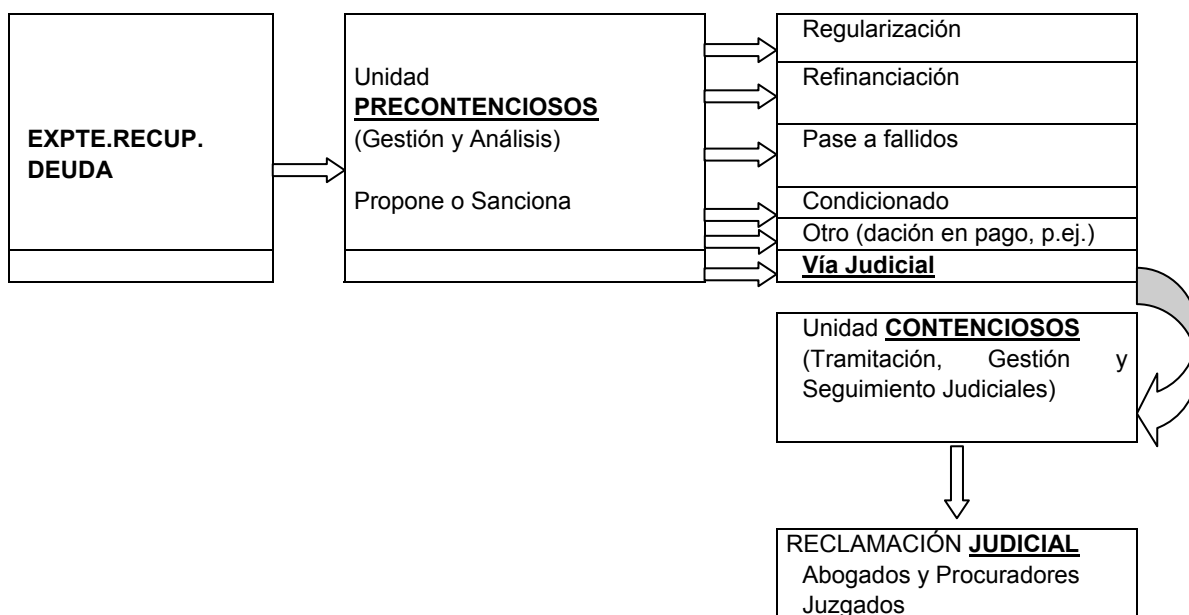 EXPTE.RECUP.
DEUDA
Unidad
PRECONTENCIOSOS
(Gestión y Análisis)
Propone o Sanciona
Regularización
Refinanciación
Pase a fallidos
Condicionado
Otro (dación en pago, p.ej.)
Vía Judicial
Unidad CONTENCIOSOS
(Tramitación, Gestión y
Seguimiento Judiciales)
RECLAMACIÓN JUDICIAL
Abogados y Procuradores
Juzgados